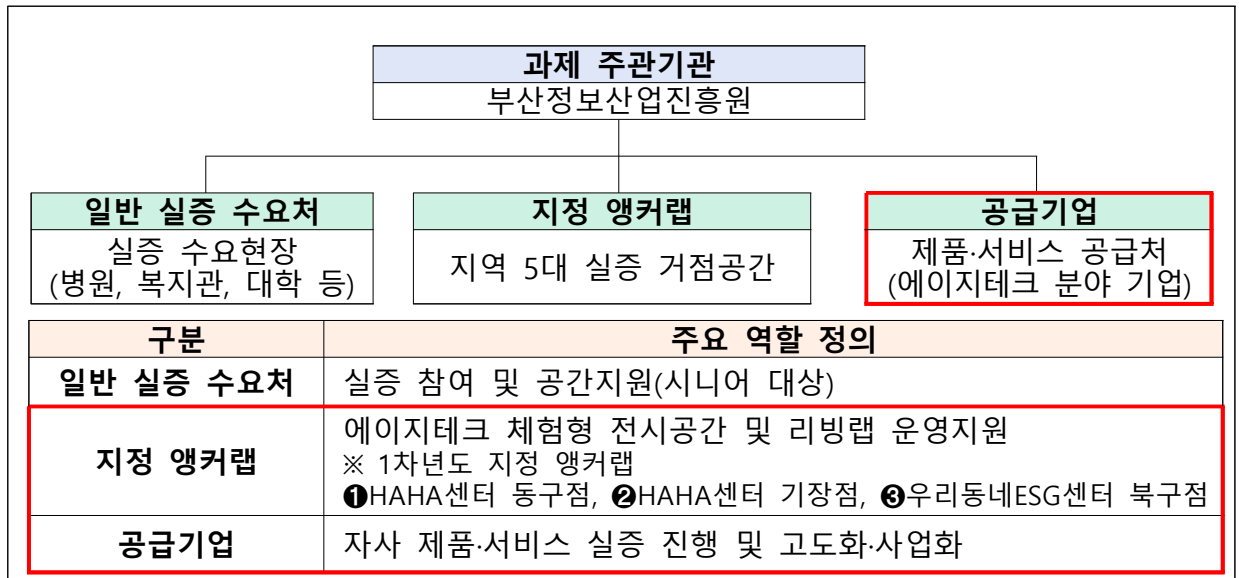 과제 주관기관
부산정보산업진흥원
일반 실증 수요처
실증 수요현장
(병원, 복지관, 대학 등)
지정 앵커랩
지역 5대 실증 거점공간
공급기업
제품·서비스 공급처
(에이지테크 분야 기업)
구분
주요 역할 정의
일반 실증 수요처
실증 참여 및 공간지원(시니어 대상)
지정 앵커랩
에이지테크 체험형 전시공간 및 리빙랩 운영지원
※ 1차년도 지정 앵커랩
❶HAHA센터 동구점, ❷HAHA센터 기장점, ❸우리동네ESG센터 북구점
공급기업
자사 제품·서비스 실증 진행 및 고도화·사업화